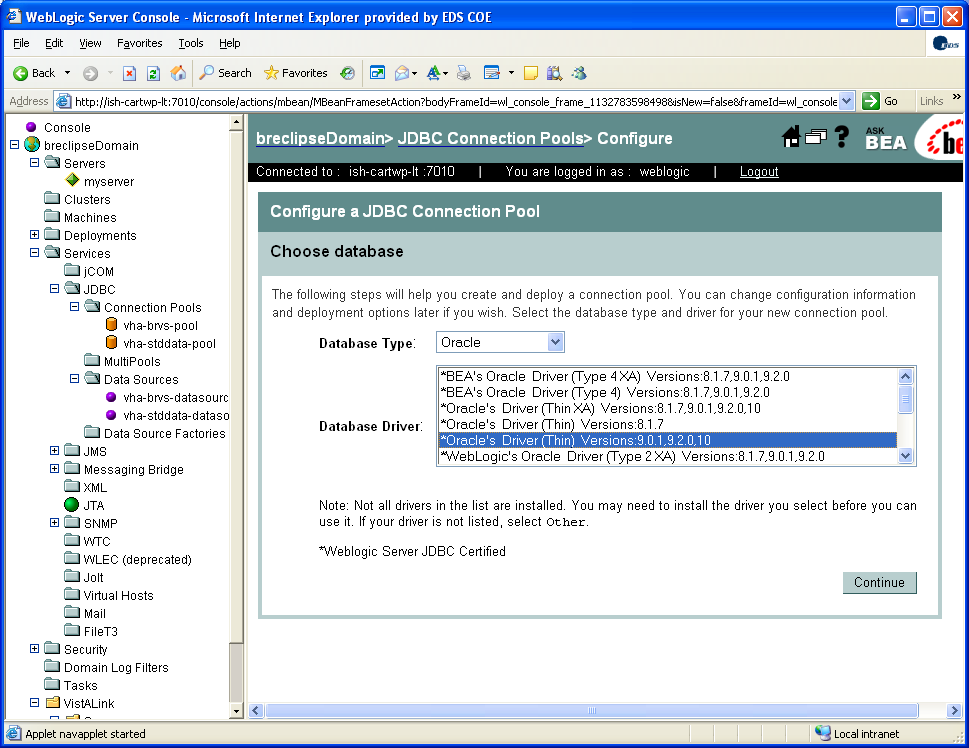 WebLogic Server Console - Microsoft Internet Explorer provided by EDS COE
File Edit View Favorites Tools Help
EDS
Back Search Favorites
Address http://ish-cartwp-lt:7010/console/actions/mbean/MBeanFramesetAction?bodyFrameId=wl_console_frame_1132783598498&isNew=false&frameId=wl_console Go Links »
Console
breclipseDomain
Servers
myserver
Clusters
Machines
Deployments
Services
jCOM
JDBC
Connection Pools
vha-brvs-pool
vha-stddata-pool
MultiPools
Data Sources
vha-brvs-datasourc
vha-stddata-dataso
Data Source Factories
JMS
Messaging Bridge
XML
JTA
SNMP
WTC
WLEC (deprecated)
Jolt
Virtual Hosts
Mail
FileT3
Security
Domain Log Filters
Tasks
VistALink
breclipseDomain> JDBC Connection Pools> Configure
? ASK
BEA
Connected to : ish-cartwp-lt :7010 | You are logged in as : weblogic | Logout
Configure a JDBC Connection Pool
Choose database
The following steps will help you create and deploy a connection pool. You can change configuration information
and deployment options later if you wish. Select the database type and driver for your new connection pool.
Database Type: Oracle
Database Driver:
*BEA's Oracle Driver (Type 4 XA) Versions:8.1.7,9.0.1,9.2.0
*BEA's Oracle Driver (Type 4) Versions:8.1.7,9.0.1,9.2.0
*Oracle's Driver (Thin XA) Versions:8.1.7,9.0.1,9.2.0,10
*Oracle's Driver (Thin) Versions:8.1.7
*Oracle's Driver (Thin) Versions:9.0.1,9.2.0,10
*WebLogic's Oracle Driver (Type 2 XA) Versions:8.1.7,9.0.1,9.2.0
Note: Not all drivers in the list are installed. You may need to install the driver you select before you can
use it. If your driver is not listed, select Other.
*Weblogic Server JDBC Certified
Continue
Applet navapplet started
Local intranet